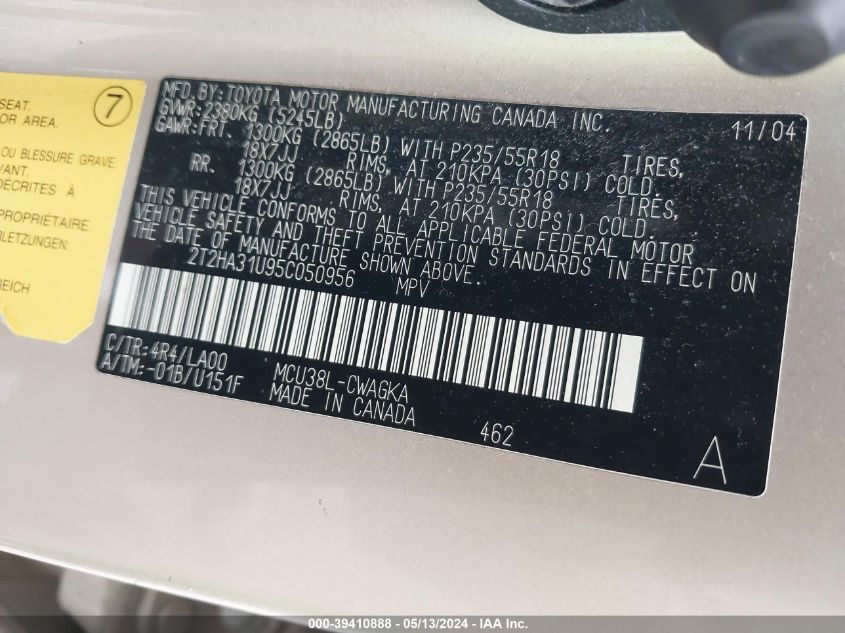 SEAT.
OR AREA.
7
OU BLESSURE GRAVE
VANT.
DÉCRITES À
PROPRIÉTAIRE.
RLETZUNGEN
REICH
MFD. BY: TOYOTA MOTOR MANUFACTURING CANADA INC. 11/04
GVWR: 2380KG (5245LB)
GAWR: FRT. 1300KG (2865LB) WITH P235/55R18 TIRES,
18X7JJ RIMS, AT 210KPA (30PSI) COLD.
RR. 1300KG (2865LB) WITH P235/55R18 TIRES,
18X7JJ RIMS, AT 210KPA (30PSI) COLD.
THIS VEHICLE CONFORMS TO ALL APPLICABLE FEDERAL MOTOR
VEHICLE SAFETY AND THEFT PREVENTION STANDARDS IN EFFECT ON
THE DATE OF MANUFACTURE SHOWN ABOVE.
2T2HA31U95C050956 MPV
C/TR: 4R4/LA00 MCU38L-CWAGKA
A/TM: -01B/U151F MADE IN CANADA
462
A
000-39410888 - 05/13/2024 - IAA Inc.